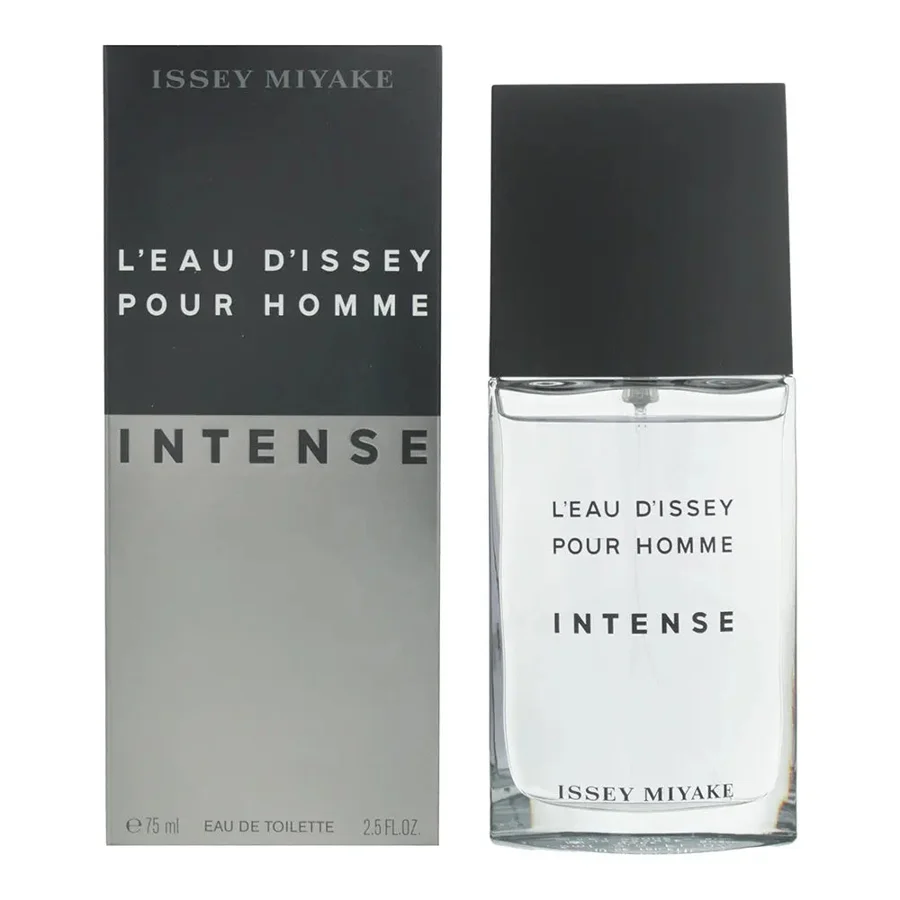 ISSEY MIYAKE
L'EAU D'ISSEY
POUR HOMME
INTENSE
℮ 75 ml EAU DE TOILETTE 2.5 FL.OZ.
L'EAU D'ISSEY
POUR HOMME
INTENSE
ISSEY MIYAKE